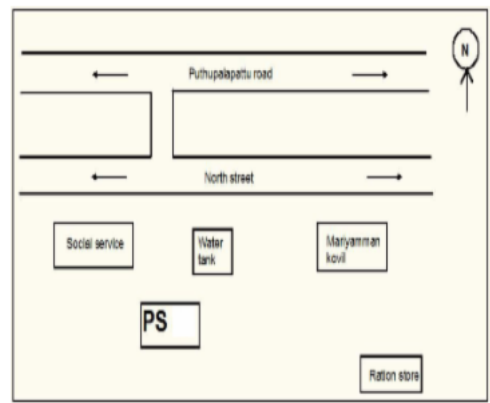 N
Puthupalapattu road
North street
Social service
Water
tank
Mariyamman
kovil
PS
Ration store